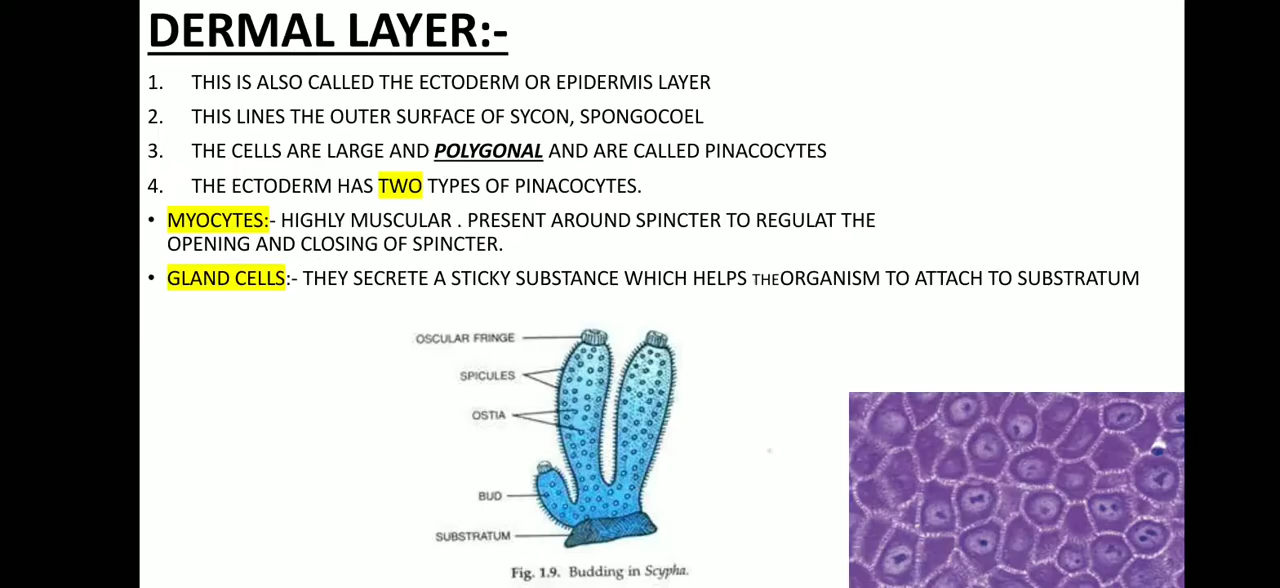 DERMAL LAYER:-
1. THIS IS ALSO CALLED THE ECTODERM OR EPIDERMIS LAYER
2. THIS LINES THE OUTER SURFACE OF SYCON, SPONGOCOEL
3. THE CELLS ARE LARGE AND POLYGONAL AND ARE CALLED PINACOCYTES
4. THE ECTODERM HAS TWO TYPES OF PINACOCYTES.
• MYOCYTES:- HIGHLY MUSCULAR . PRESENT AROUND SPINCTER TO REGULAT THE
OPENING AND CLOSING OF SPINCTER.
• GLAND CELLS:- THEY SECRETE A STICKY SUBSTANCE WHICH HELPS THEORGANISM TO ATTACH TO SUBSTRATUM
OSCULAR FRINGE
SPICULES
OSTIA
BUD
SUBSTRATUM
Fig. 1.9. Budding in Scypha.